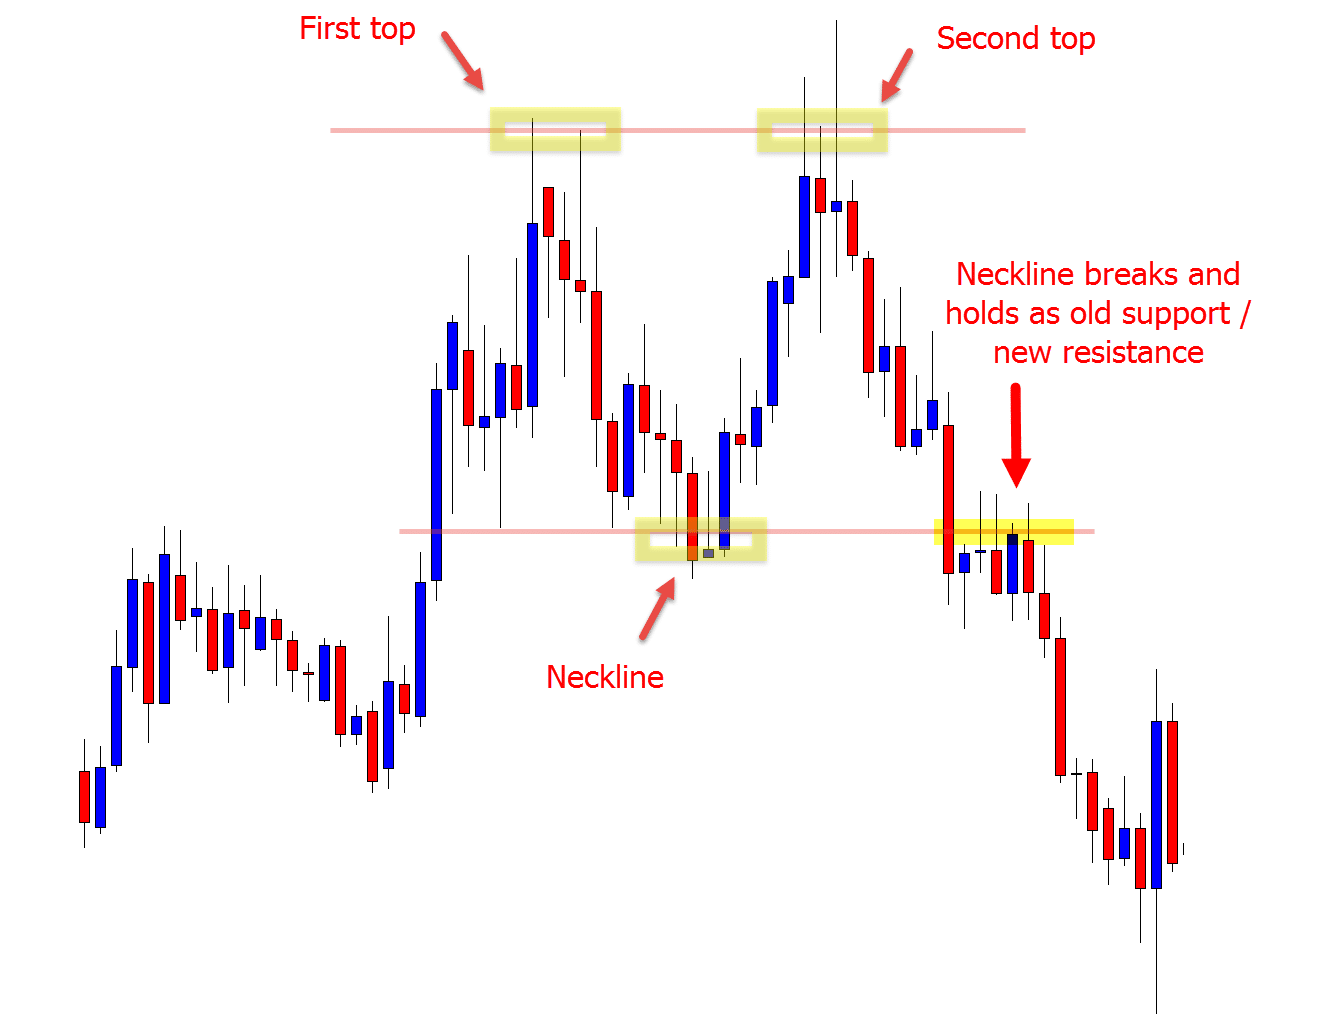 First top
Second top
Neckline breaks and
holds as old support /
new resistance
Neckline